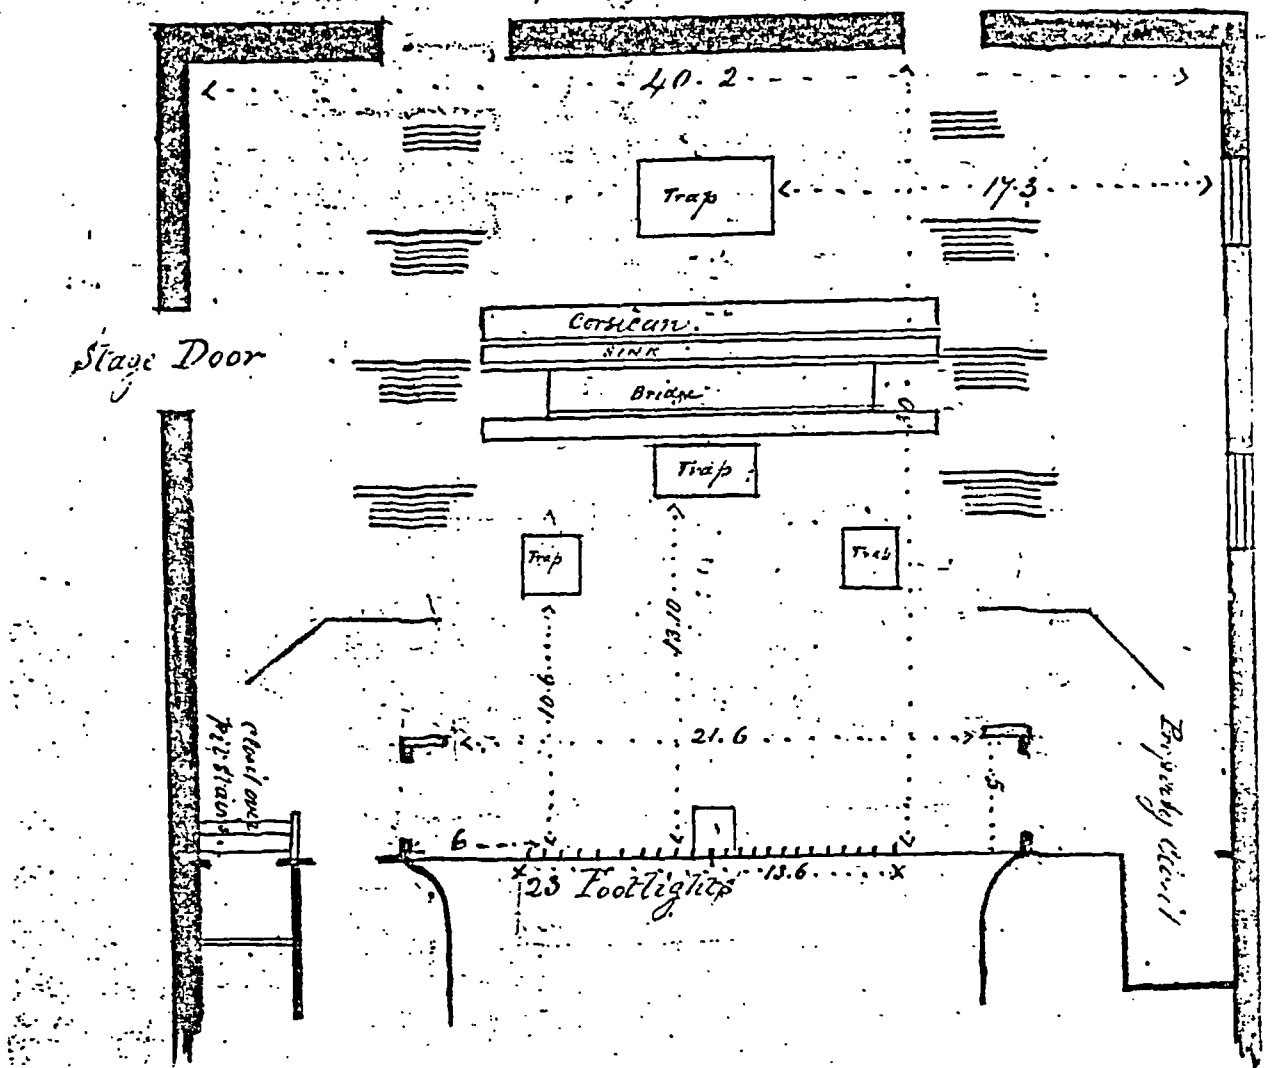 40.2
Trap
17.3
Corsican
SINK
Stage Door
Bridge
Trap
Trap
Trap
13.10
10.6
21.6
5
6
23 Footlights
13.6